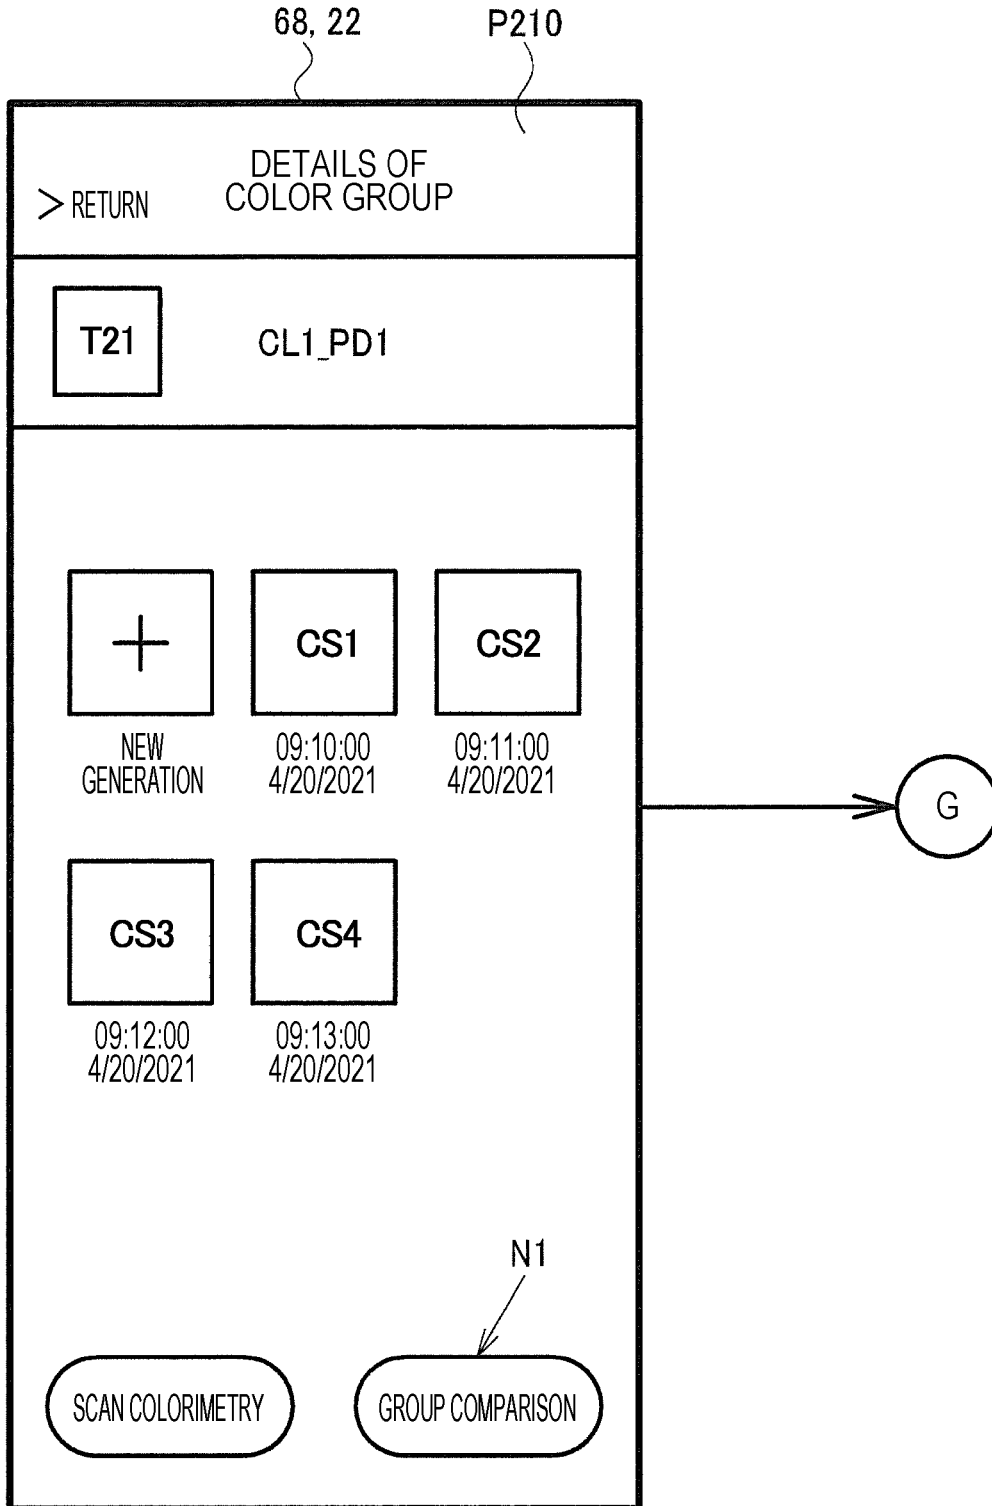 68, 22
P210
DETAILS OF
COLOR GROUP
> RETURN
T21
CL1_PD1
+
CS1
CS2
NEW
GENERATION
09:10:00
4/20/2021
09:11:00
4/20/2021
G
CS3
CS4
09:12:00
4/20/2021
09:13:00
4/20/2021
N1
SCAN COLORIMETRY
GROUP COMPARISON